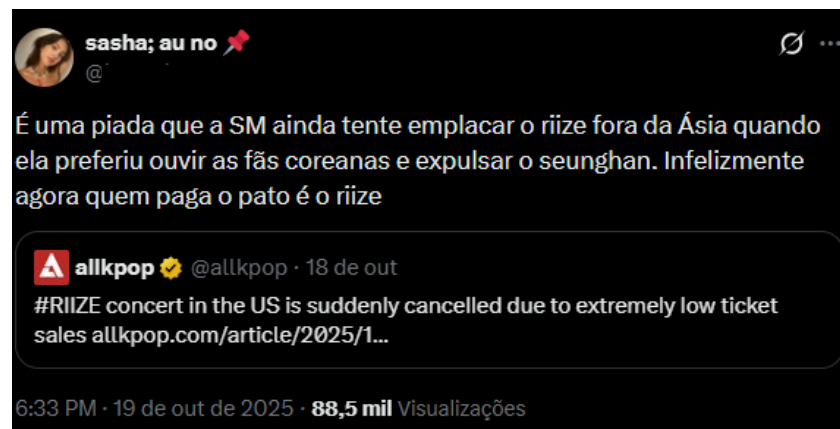 sasha; au no 📌
@
É uma piada que a SM ainda tente emplacar o riize fora da Ásia quando
ela preferiu ouvir as fãs coreanas e expulsar o seunghan. Infelizmente
agora quem paga o pato é o riize
allkpop @allkpop · 18 de out
#RIIZE concert in the US is suddenly cancelled due to extremely low ticket
sales allkpop.com/article/2025/1...
6:33 PM · 19 de out de 2025 · 88,5 mil Visualizações